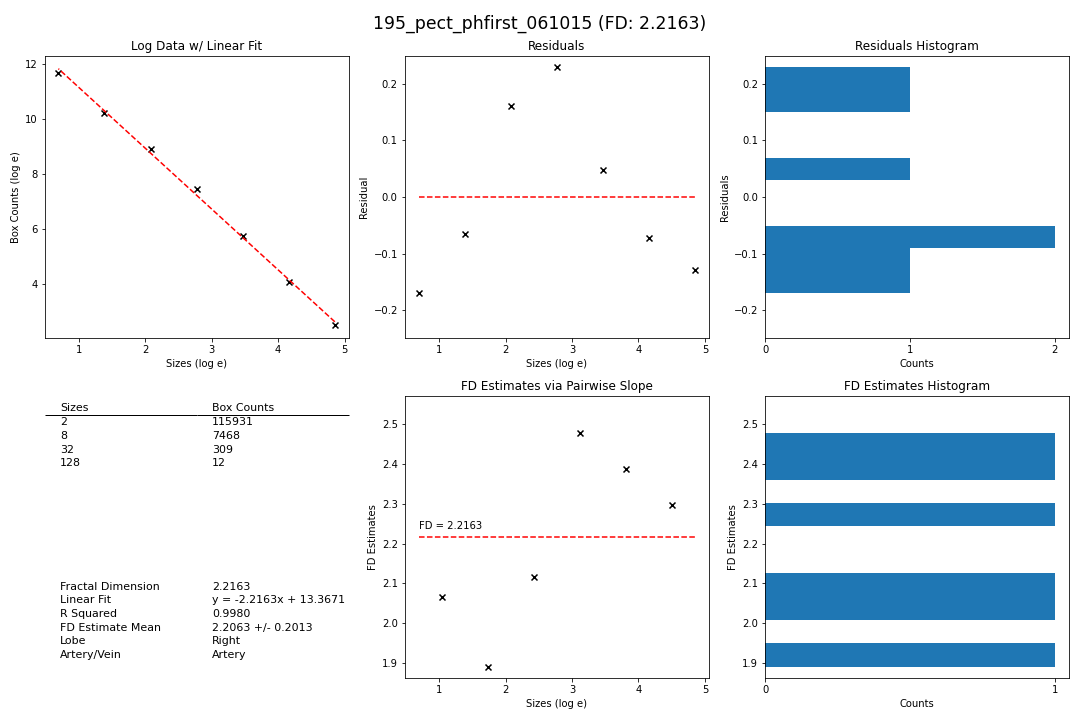 195_pect_phfirst_061015 (FD: 2.2163)
Log Data w/ Linear Fit
Box Counts (log e)
12
10
8
6
4
1 2 3 4 5
Sizes (log e)
Residuals
Residual
0.2
0.1
0.0
−0.1
−0.2
1 2 3 4 5
Sizes (log e)
Residuals Histogram
Residuals
0.2
0.1
0.0
−0.1
−0.2
0 1 2
Counts
Sizes Box Counts
2 115931
8 7468
32 309
128 12
Fractal Dimension 2.2163
Linear Fit y = -2.2163x + 13.3671
R Squared 0.9980
FD Estimate Mean 2.2063 +/- 0.2013
Lobe Right
Artery/Vein Artery
FD Estimates via Pairwise Slope
FD Estimates
2.5
2.4
2.3
2.2
2.1
2.0
1.9
FD = 2.2163
1 2 3 4 5
Sizes (log e)
FD Estimates Histogram
FD Estimates
2.5
2.4
2.3
2.2
2.1
2.0
1.9
0 1
Counts